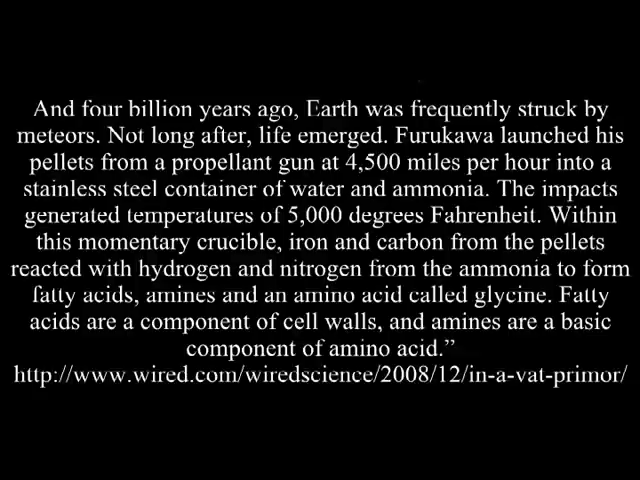 And four billion years ago, Earth was frequently struck by
meteors. Not long after, life emerged. Furukawa launched his
pellets from a propellant gun at 4,500 miles per hour into a
stainless steel container of water and ammonia. The impacts
generated temperatures of 5,000 degrees Fahrenheit. Within
this momentary crucible, iron and carbon from the pellets
reacted with hydrogen and nitrogen from the ammonia to form
fatty acids, amines and an amino acid called glycine. Fatty
acids are a component of cell walls, and amines are a basic
component of amino acid.”
http://www.wired.com/wiredscience/2008/12/in-a-vat-primor/